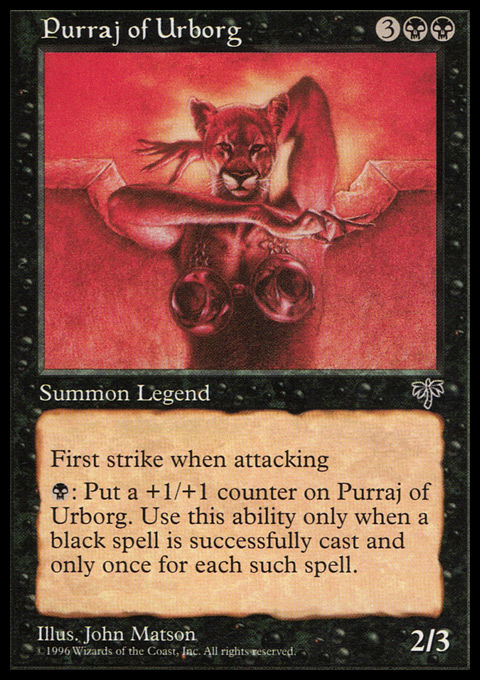 Purraj of Urborg
3
Summon Legend
First strike when attacking
: Put a +1/+1 counter on Purraj of
Urborg. Use this ability only when a
black spell is successfully cast and
only once for each such spell.
Illus. John Matson
©1996 Wizards of the Coast, Inc. All rights reserved.
2/3